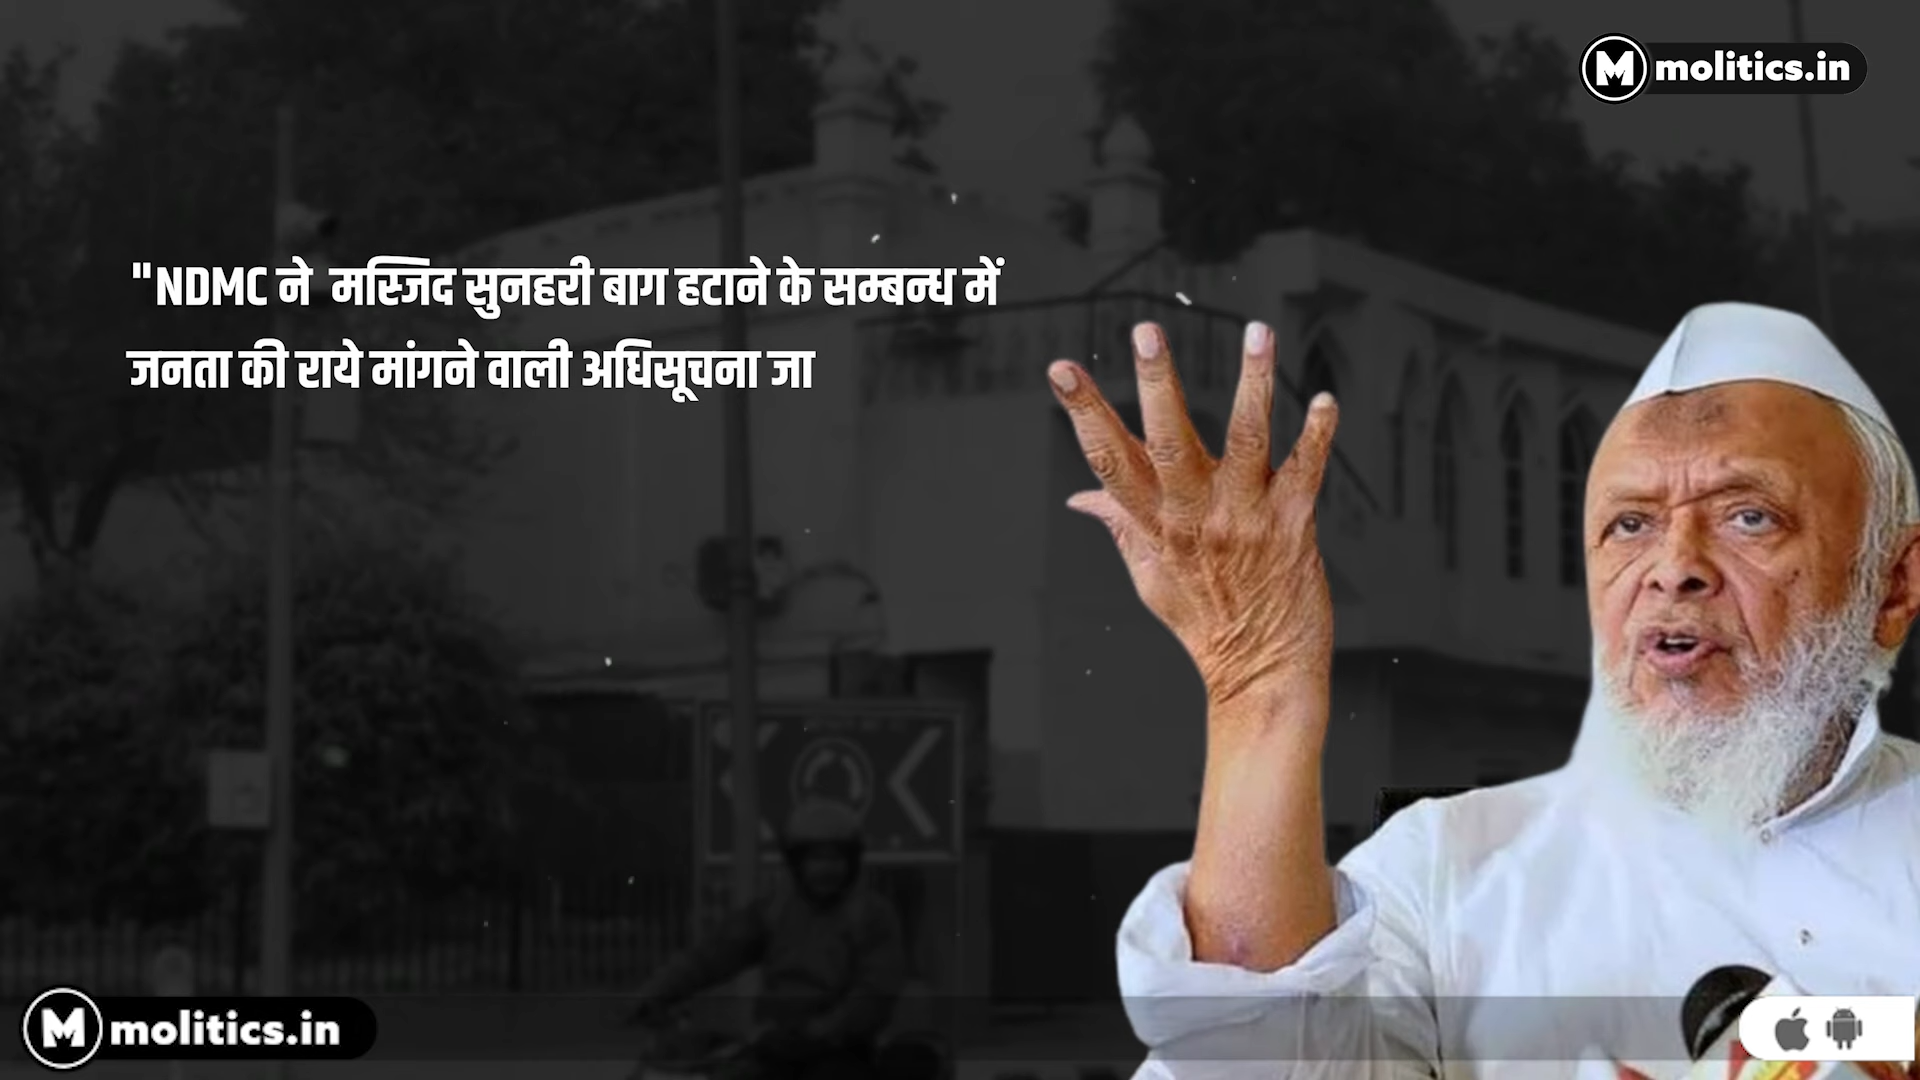 molitics.in
"NDMC ने मस्जिद सुनहरी बाग हटाने के सम्बन्ध में
जनता की राये मांगने वाली अधिसूचना जा
molitics.in